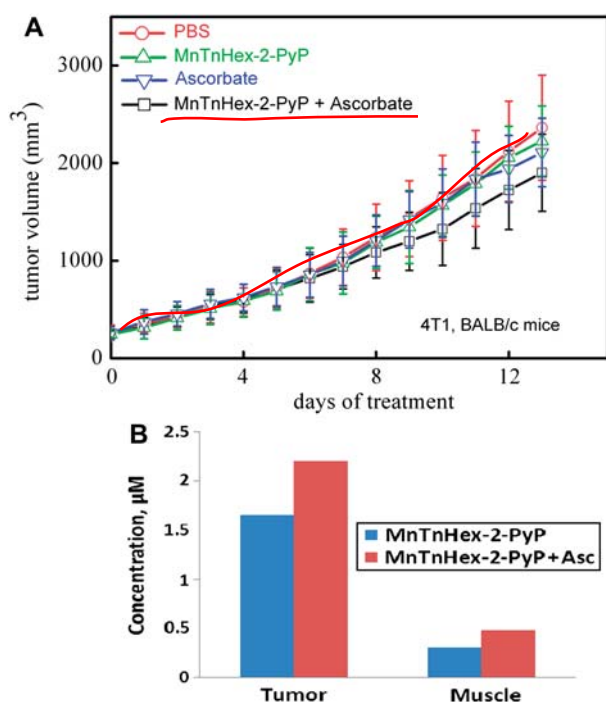 A
PBS
MnTnHex-2-PyP
Ascorbate
MnTnHex-2-PyP + Ascorbate
3000
2000
1000
0
tumor volume (mm³)
4T1, BALB/c mice
0 4 8 12
days of treatment
B
2.5
2
1.5
1
0.5
0
Concentration, µM
MnTnHex-2-PyP
MnTnHex-2-PyP+Asc
Tumor Muscle